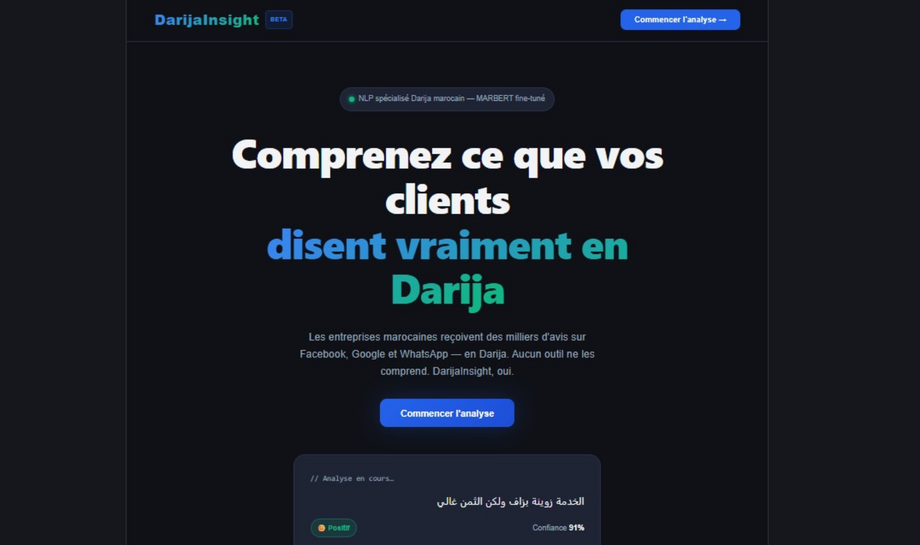 DarijaInsight BETA
Commencer l'analyse →
NLP spécialisé Darija marocain — MARBERT fine-tuné
Comprenez ce que vos
clients
disent vraiment en
Darija
Les entreprises marocaines reçoivent des milliers d'avis sur
Facebook, Google et WhatsApp — en Darija. Aucun outil ne les
comprend. DarijaInsight, oui.
Commencer l'analyse
// Analyse en cours…
الخدمة زوينة بزاف ولكن الثمن غالي
Positif
Confiance 91%